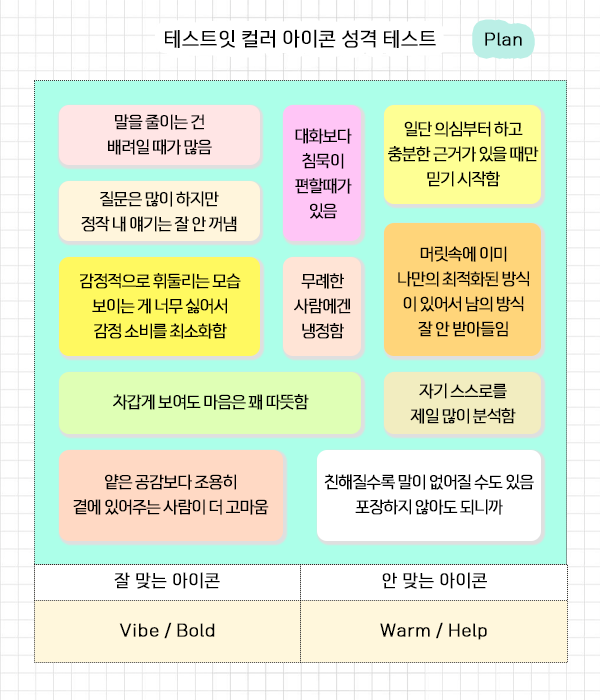 테스트잇 컬러 아이콘 성격 테스트
Plan
말을 줄이는 건
배려일 때가 많음
대화보다
침묵이
편할때가
있음
일단 의심부터 하고
충분한 근거가 있을 때만
믿기 시작함
질문은 많이 하지만
정작 내 얘기는 잘 안 꺼냄
머릿속에 이미
나만의 최적화된 방식
이 있어서 남의 방식
잘 안 받아들임
감정적으로 휘둘리는 모습
보이는 게 너무 싫어서
감정 소비를 최소화함
무례한
사람에겐
냉정함
차갑게 보여도 마음은 꽤 따뜻함
자기 스스로를
제일 많이 분석함
얕은 공감보다 조용히
곁에 있어주는 사람이 더 고마움
친해질수록 말이 없어질 수도 있음
포장하지 않아도 되니까
잘 맞는 아이콘
안 맞는 아이콘
Vibe / Bold
Warm / Help